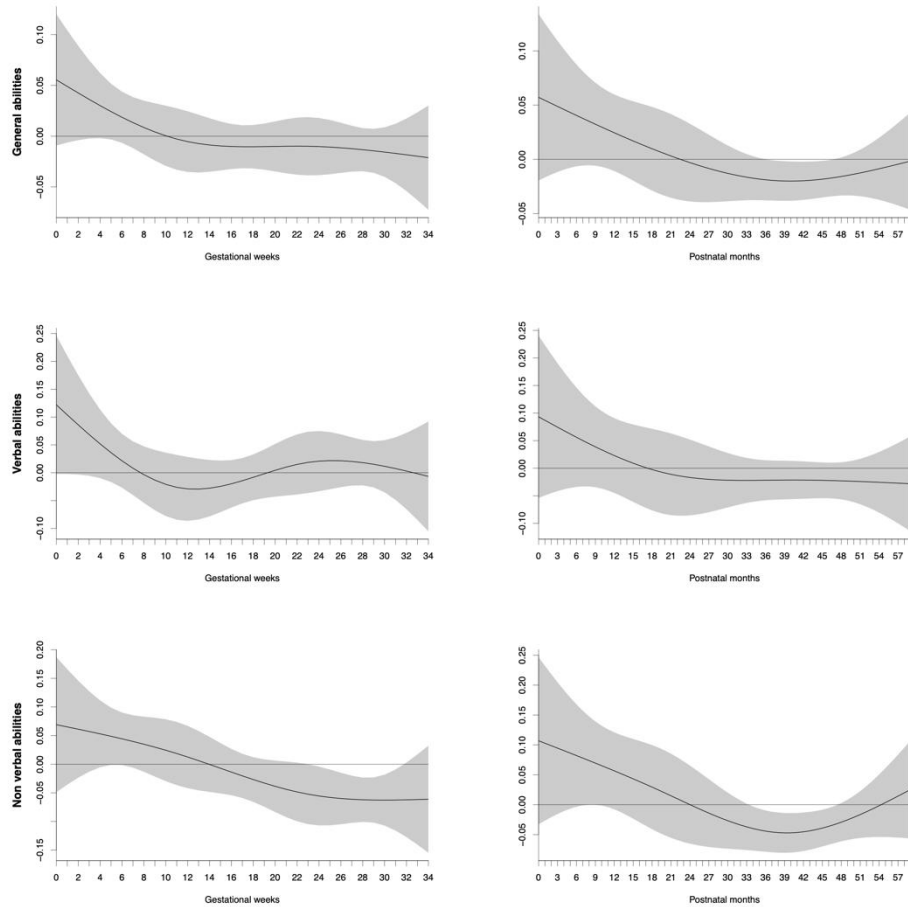 General abilities
0.10
0.05
0.00
−0.05
0 2 4 6 8 10 12 14 16 18 20 22 24 26 28 30 32 34
Gestational weeks
0.10
0.05
0.00
−0.05
0 3 6 9 12 15 18 21 24 27 30 33 36 39 42 45 48 51 54 57
Postnatal months
Verbal abilities
0.25
0.20
0.15
0.10
0.05
0.00
−0.10
0 2 4 6 8 10 12 14 16 18 20 22 24 26 28 30 32 34
Gestational weeks
0.25
0.20
0.15
0.10
0.05
0.00
−0.10
0 3 6 9 12 15 18 21 24 27 30 33 36 39 42 45 48 51 54 57
Postnatal months
Non verbal abilities
0.20
0.15
0.10
0.05
0.00
−0.05
−0.15
0 2 4 6 8 10 12 14 16 18 20 22 24 26 28 30 32 34
Gestational weeks
0.25
0.20
0.15
0.10
0.05
0.00
−0.05
0 3 6 9 12 15 18 21 24 27 30 33 36 39 42 45 48 51 54 57
Postnatal months